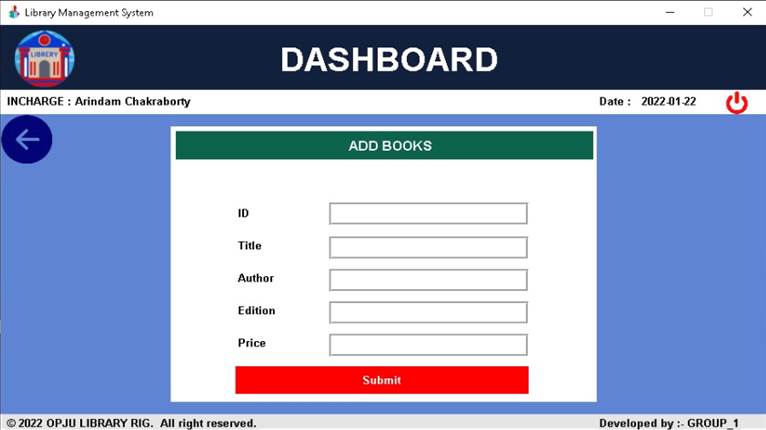 Library Management System
LIBRERY
DASHBOARD
INCHARGE : Arindam Chakraborty
Date : 2022-01-22
ADD BOOKS
ID
Title
Author
Edition
Price
Submit
© 2022 OPJU LIBRARY RIG. All right reserved.
Developed by :- GROUP_1